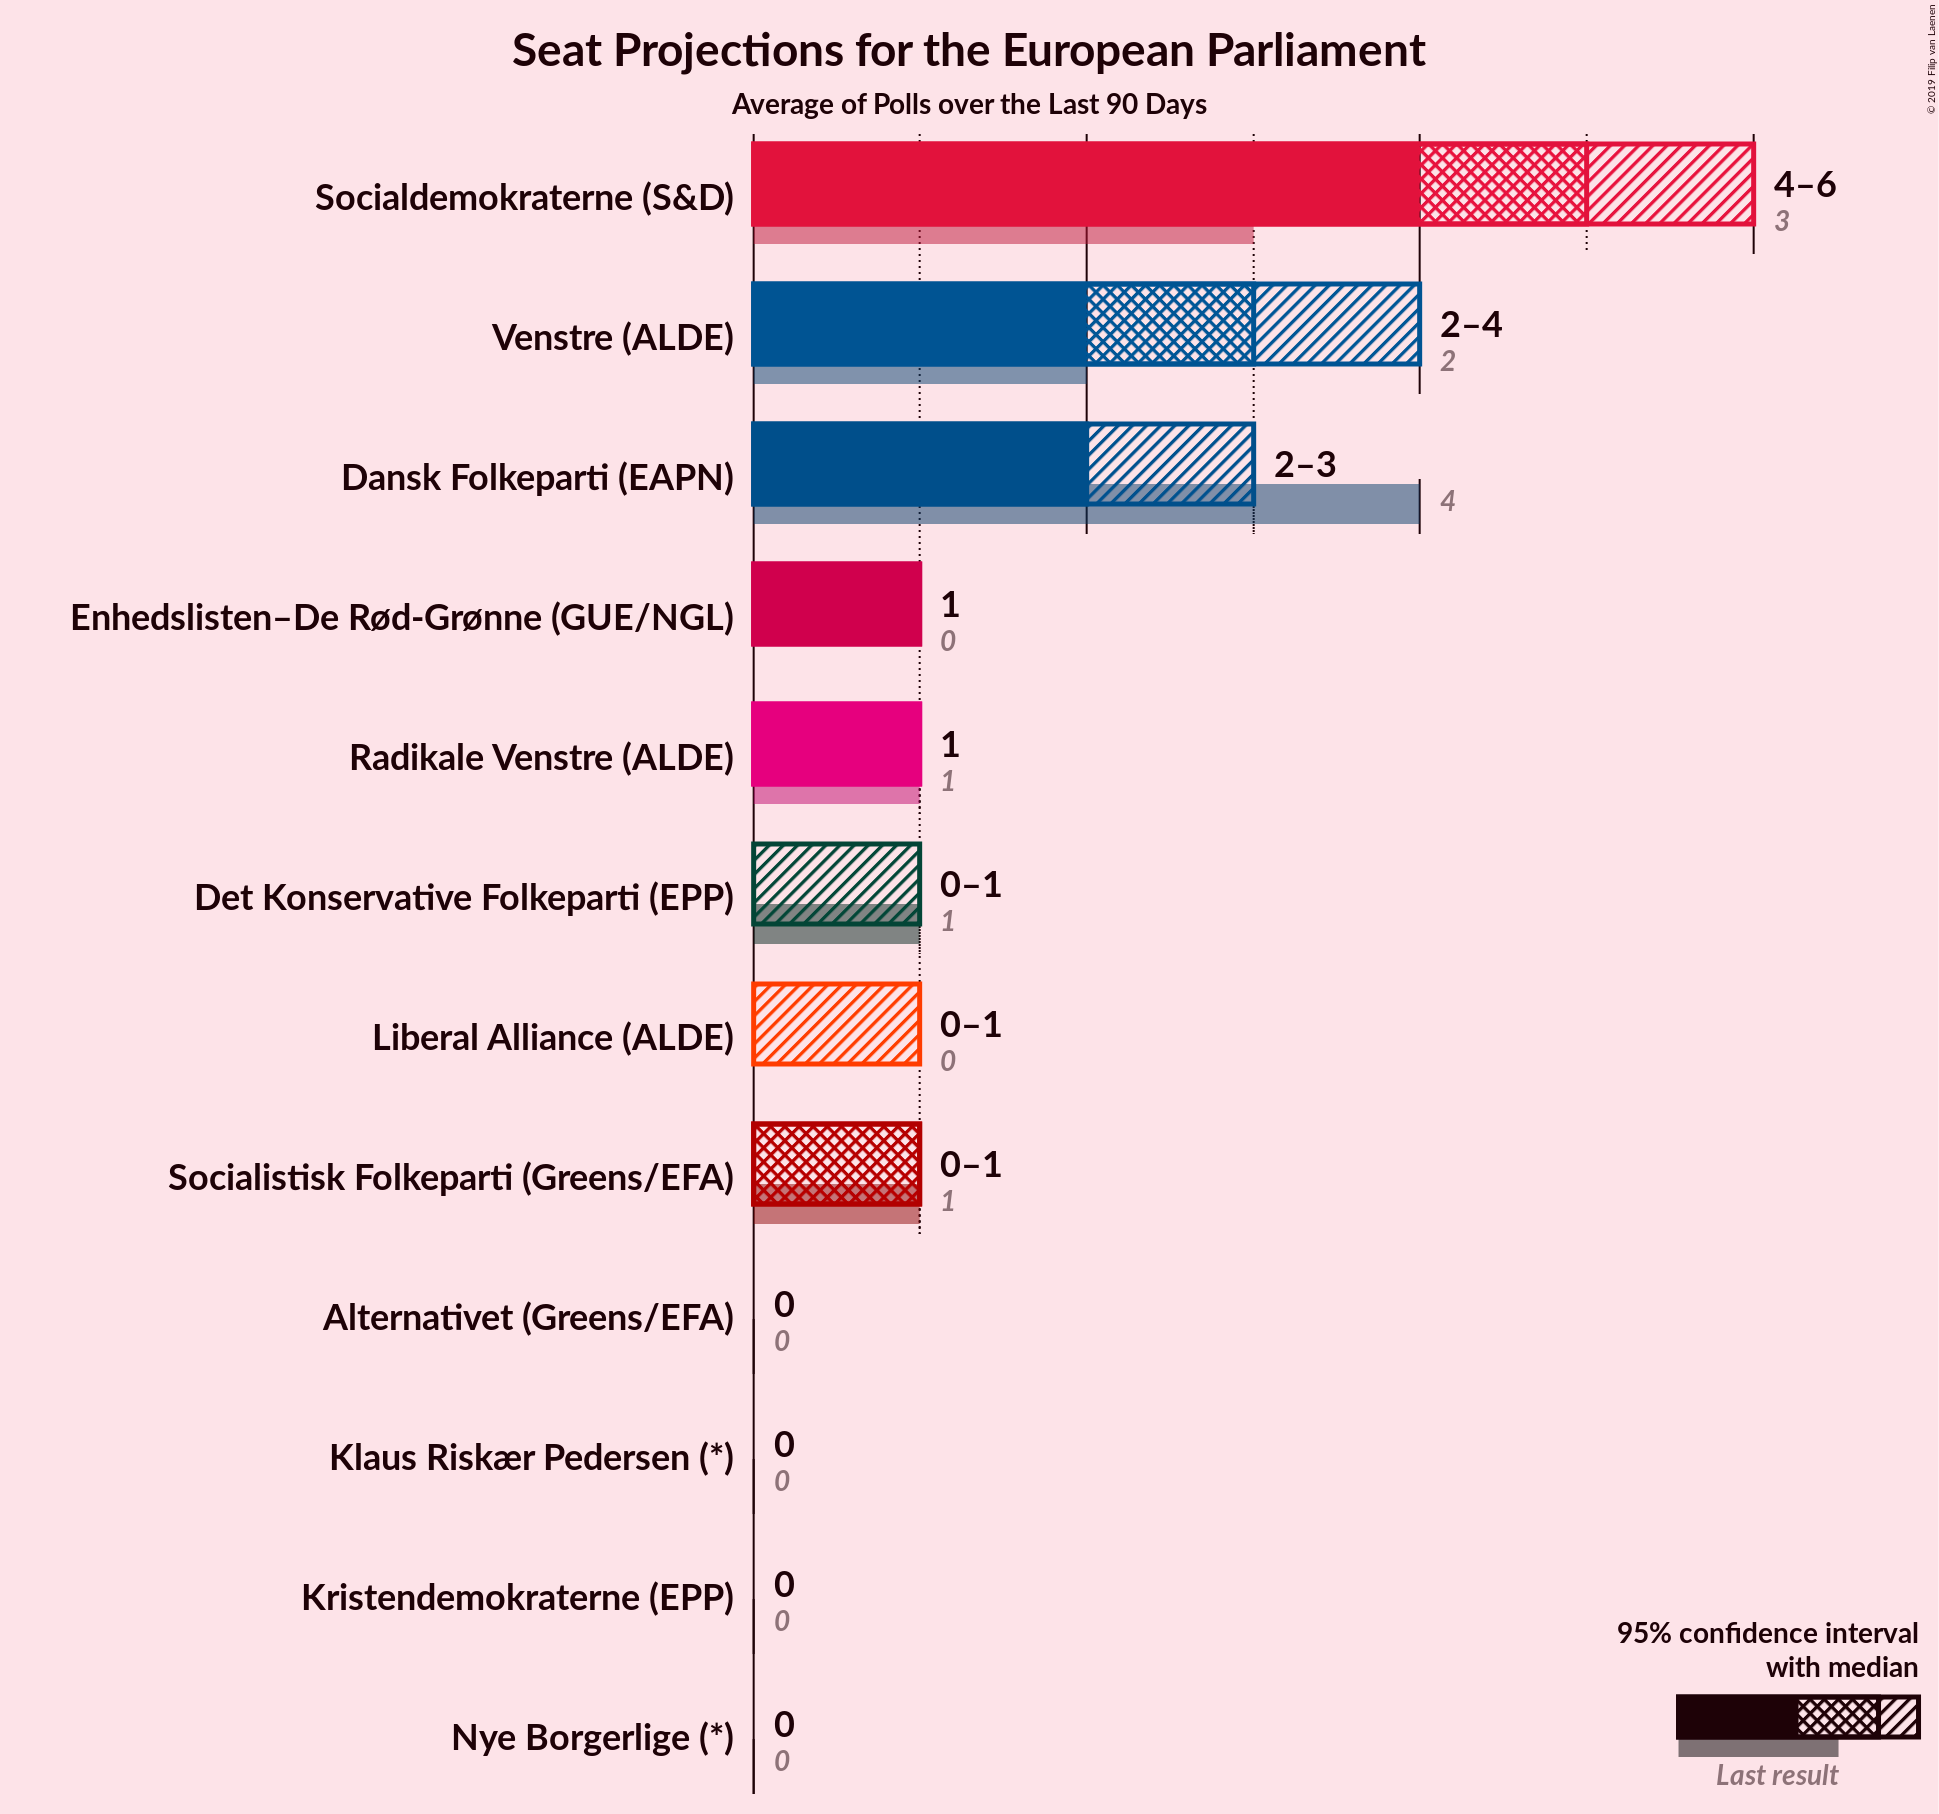 Seat Projections for the European Parliament
Average of Polls over the Last 90 Days
© 2019 Filip van Laenen
Socialdemokraterne (S&D)
4–6
3
Venstre (ALDE)
2–4
2
Dansk Folkeparti (EAPN)
2–3
4
Enhedslisten–De Rød-Grønne (GUE/NGL)
1
0
Radikale Venstre (ALDE)
1
1
Det Konservative Folkeparti (EPP)
0–1
1
Liberal Alliance (ALDE)
0–1
0
Socialistisk Folkeparti (Greens/EFA)
0–1
1
Alternativet (Greens/EFA)
0
0
Klaus Riskær Pedersen (*)
0
0
Kristendemokraterne (EPP)
0
0
Nye Borgerlige (*)
0
0
95% confidence interval
with median
Last result